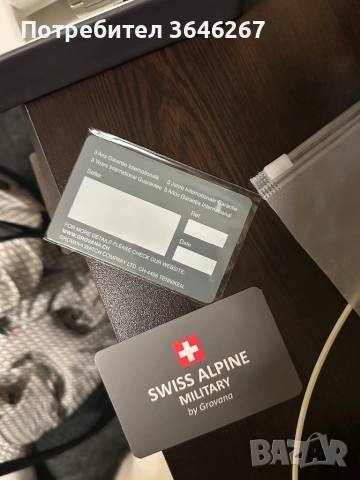 Потребител 3646267
3 Ans Garantie Internationale
3 Jahre Internationale Garantie
3 Years International Guarantee
3 Años Garantie International
Seller
Ref.
Date
FOR MORE DETAILS PLEASE CHECK OUR WEBSITE:
WWW.GROVANA.CH
GROVANA WATCH COMPANY LTD. CH-4456 TENNIKEN
SWISS ALPINE
MILITARY
by Grovana
BAZAR